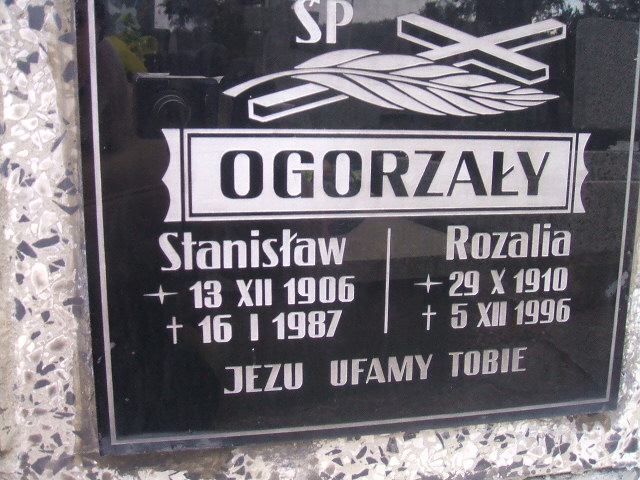 ŚP
OGORZAŁY
Stanisław
13 XII 1906
† 16 I 1987
Rozalia
29 X 1910
† 5 XII 1996
JEZU UFAMY TOBIE